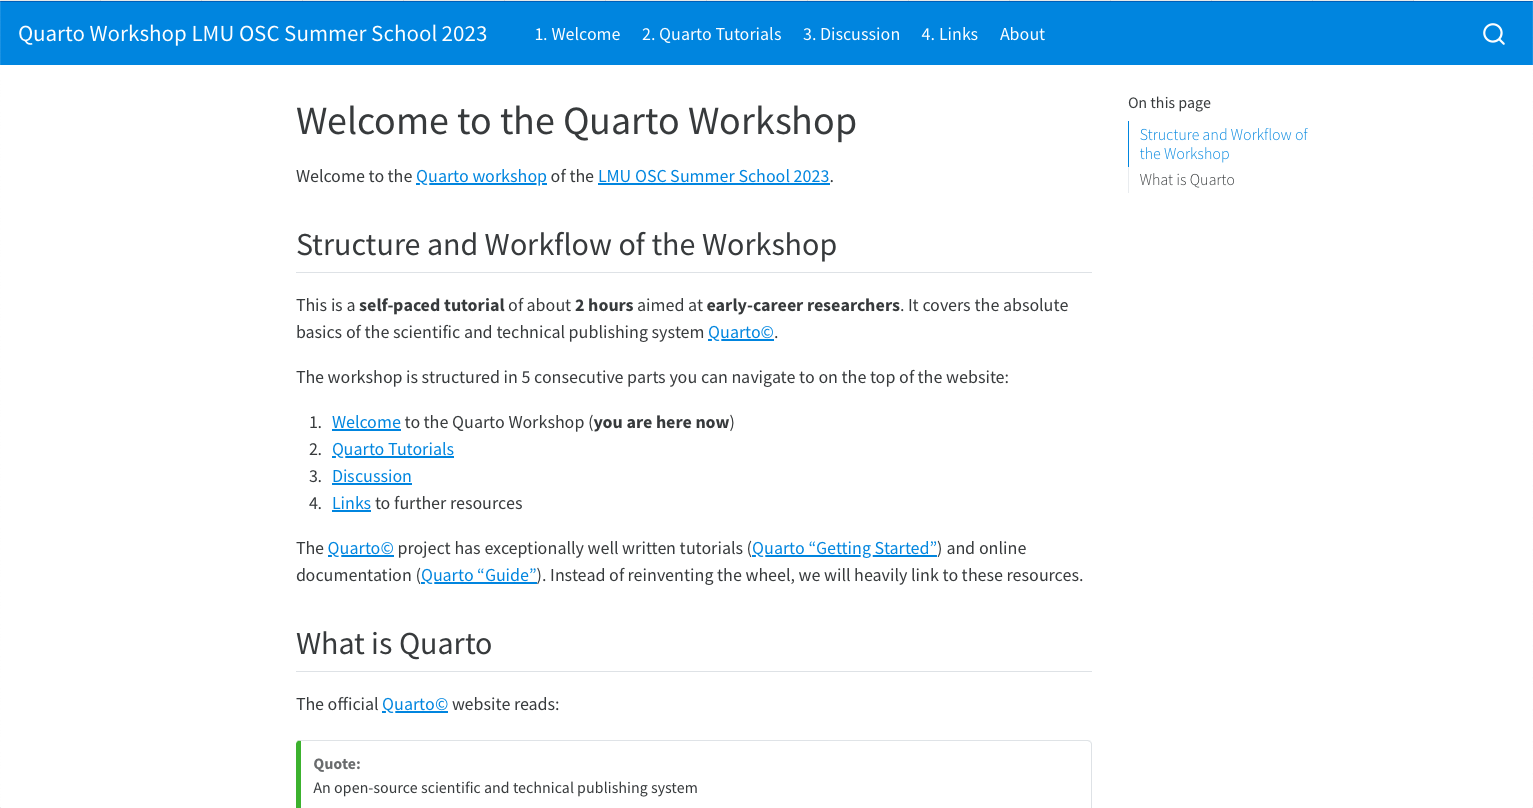 Quarto Workshop LMU OSC Summer School 2023 1. Welcome 2. Quarto Tutorials 3. Discussion 4. Links About
Welcome to the Quarto Workshop
Welcome to the Quarto workshop of the LMU OSC Summer School 2023.
Structure and Workflow of the Workshop
This is a self-paced tutorial of about 2 hours aimed at early-career researchers. It covers the absolute
basics of the scientific and technical publishing system Quarto©.
The workshop is structured in 5 consecutive parts you can navigate to on the top of the website:
1. Welcome to the Quarto Workshop (you are here now)
2. Quarto Tutorials
3. Discussion
4. Links to further resources
The Quarto© project has exceptionally well written tutorials (Quarto “Getting Started”) and online
documentation (Quarto “Guide”). Instead of reinventing the wheel, we will heavily link to these resources.
What is Quarto
The official Quarto© website reads:
Quote:
An open-source scientific and technical publishing system
On this page
Structure and Workflow of
the Workshop
What is Quarto